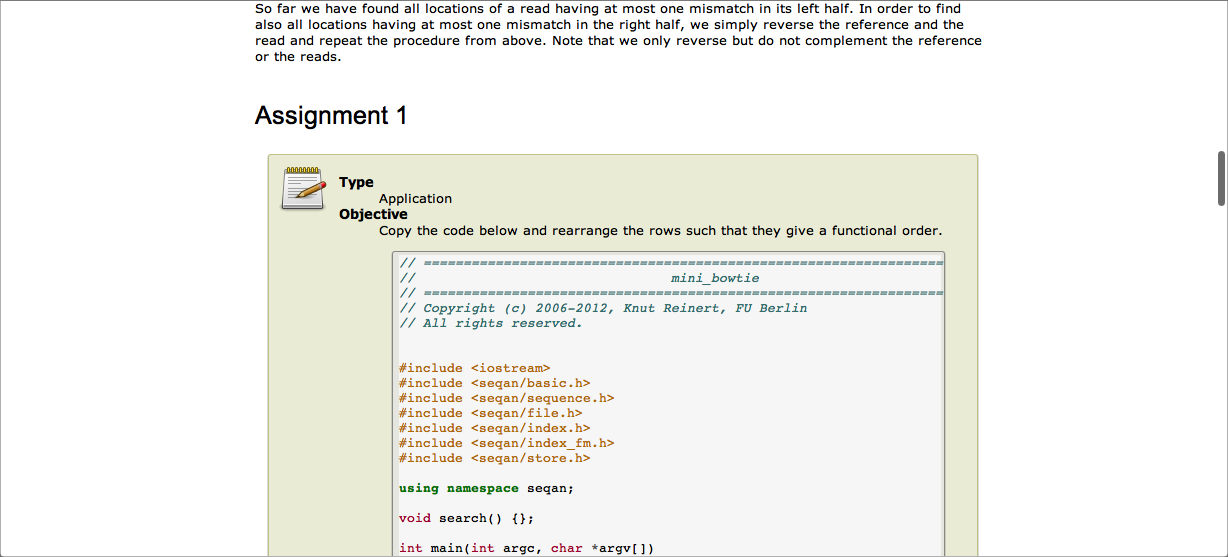 So far we have found all locations of a read having at most one mismatch in its left half. In order to find
also all locations having at most one mismatch in the right half, we simply reverse the reference and the
read and repeat the procedure from above. Note that we only reverse but do not complement the reference
or the reads.
Assignment 1
Type
Application
Objective
Copy the code below and rearrange the rows such that they give a functional order.
// ==========================================================================
//                                  mini_bowtie
// ==========================================================================
// Copyright (c) 2006-2012, Knut Reinert, FU Berlin
// All rights reserved.
#include <iostream>
#include <seqan/basic.h>
#include <seqan/sequence.h>
#include <seqan/file.h>
#include <seqan/index.h>
#include <seqan/index_fm.h>
#include <seqan/store.h>
using namespace seqan;
void search() {};
int main(int argc, char *argv[])